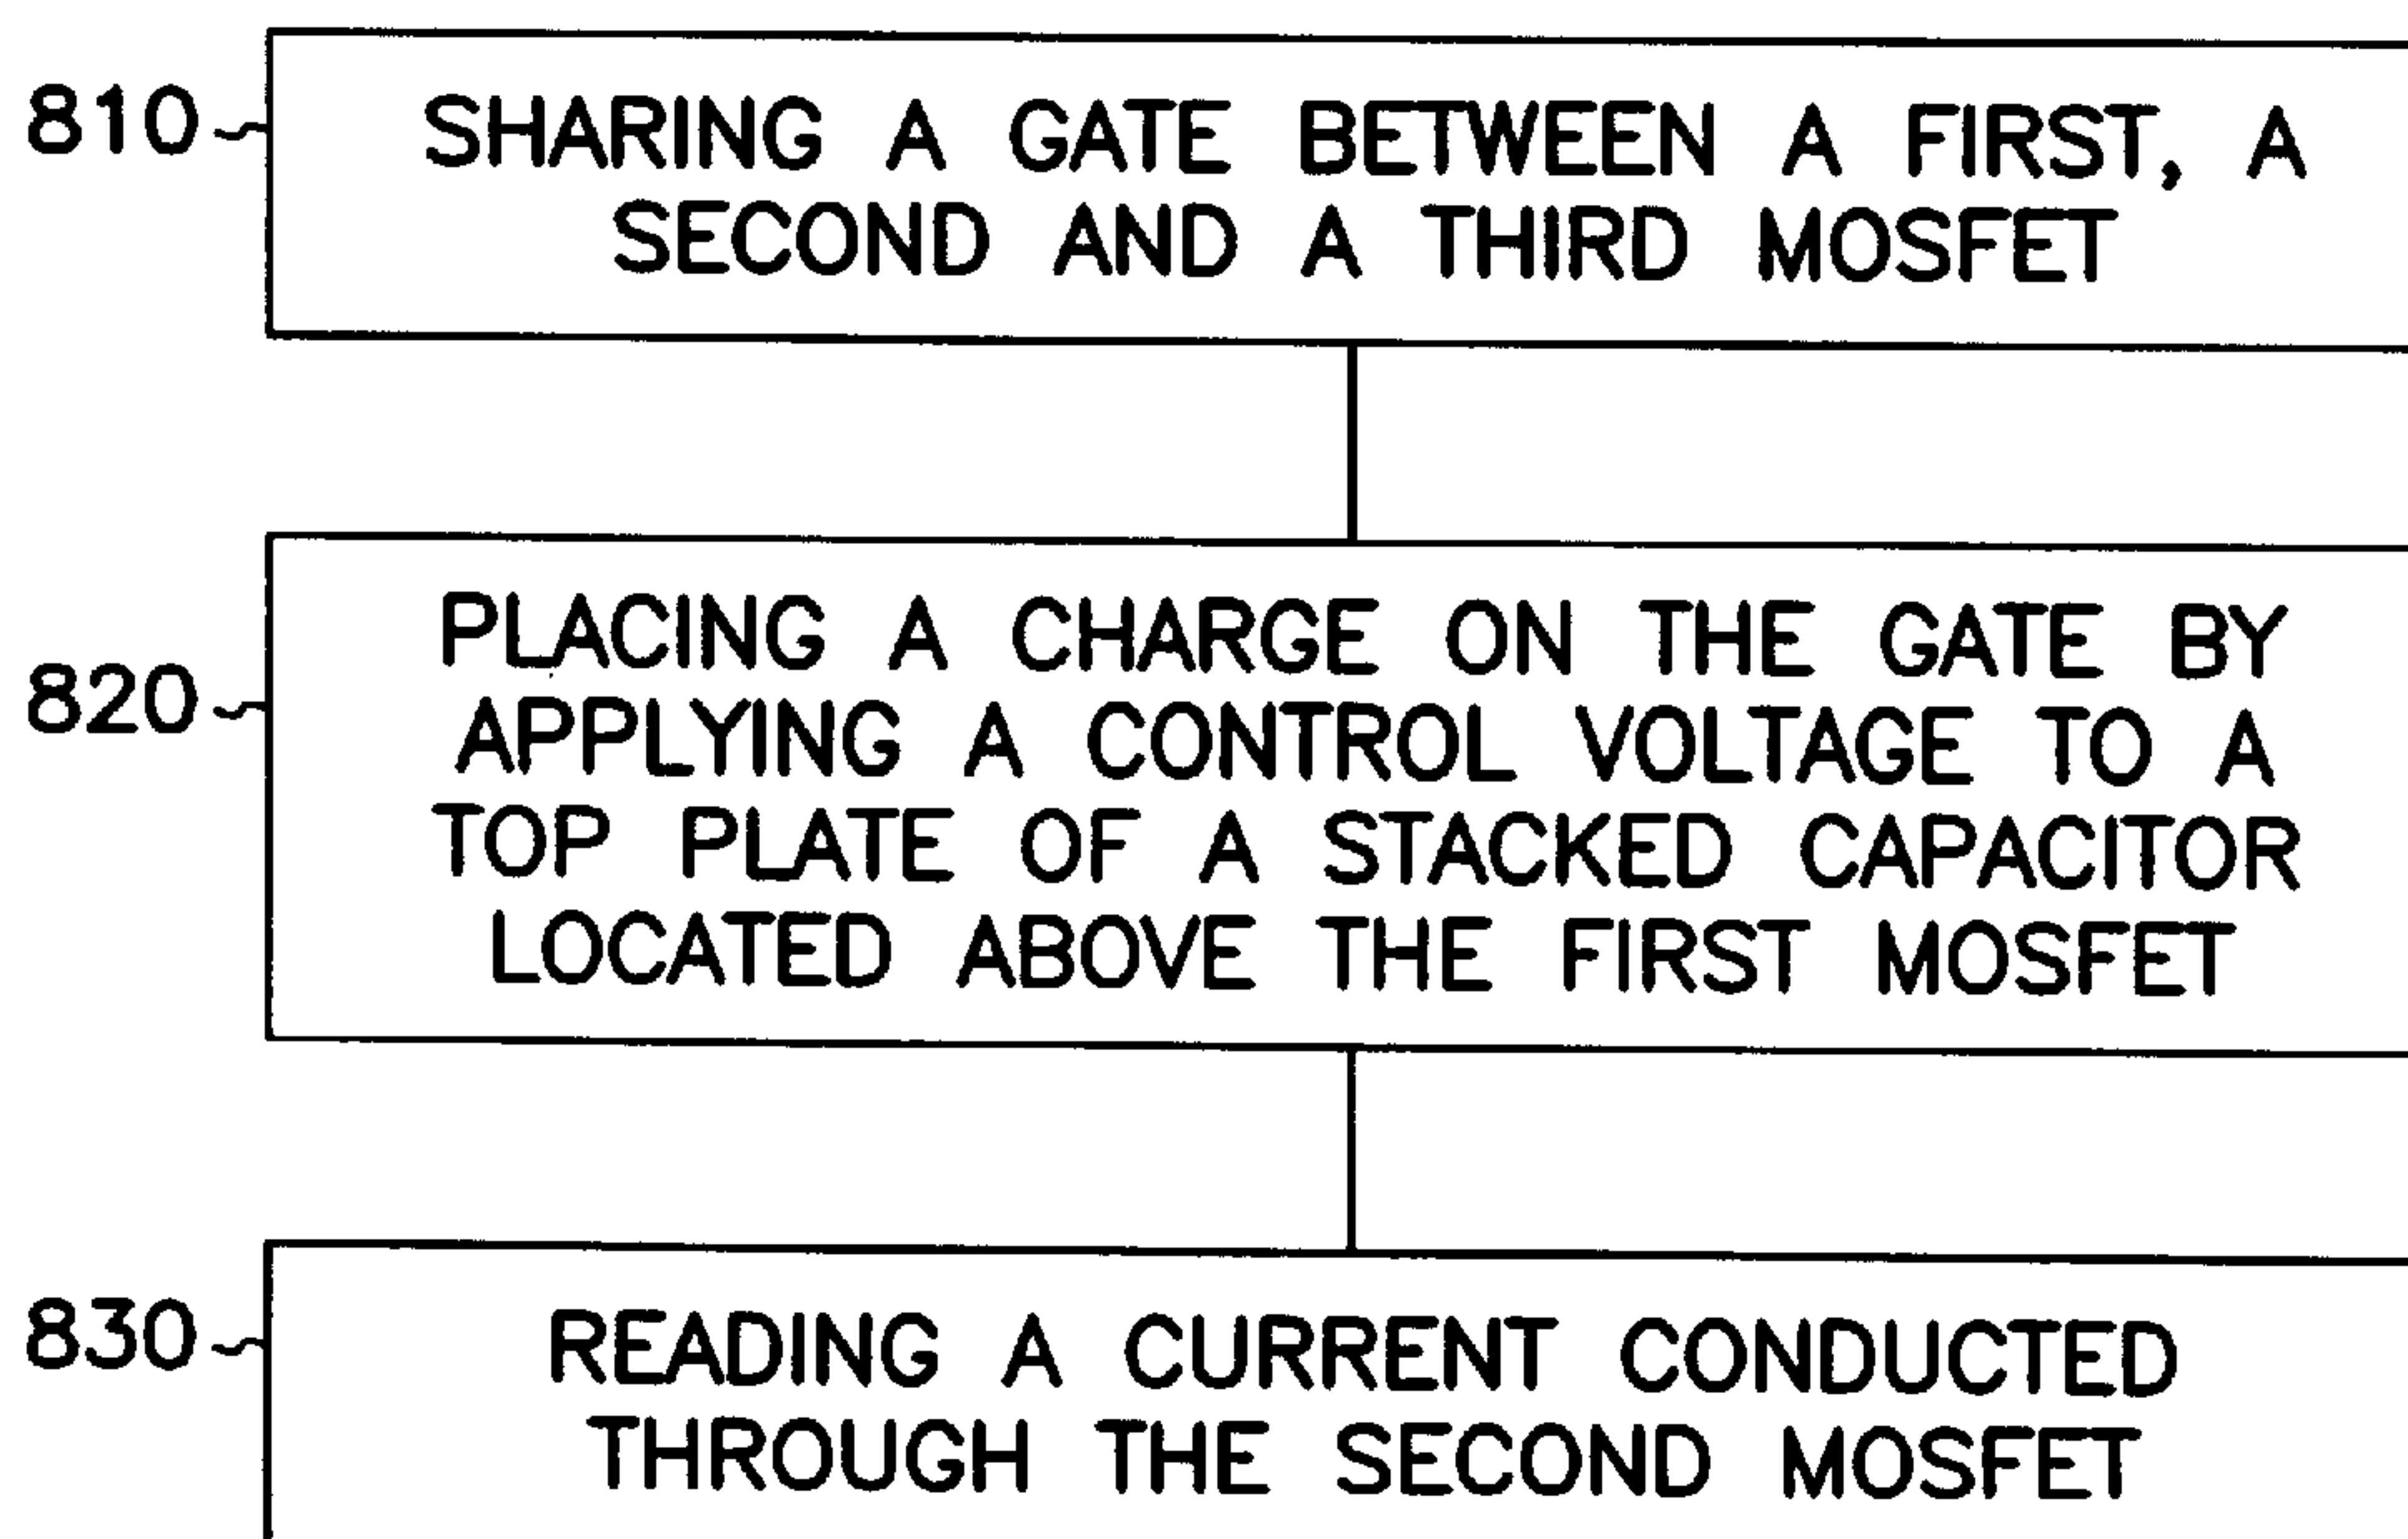 810
SHARING A GATE BETWEEN A FIRST, A
SECOND AND A THIRD MOSFET
820
PLACING A CHARGE ON THE GATE BY
APPLYING A CONTROL VOLTAGE TO A
TOP PLATE OF A STACKED CAPACITOR
LOCATED ABOVE THE FIRST MOSFET
830
READING A CURRENT CONDUCTED
THROUGH THE SECOND MOSFET